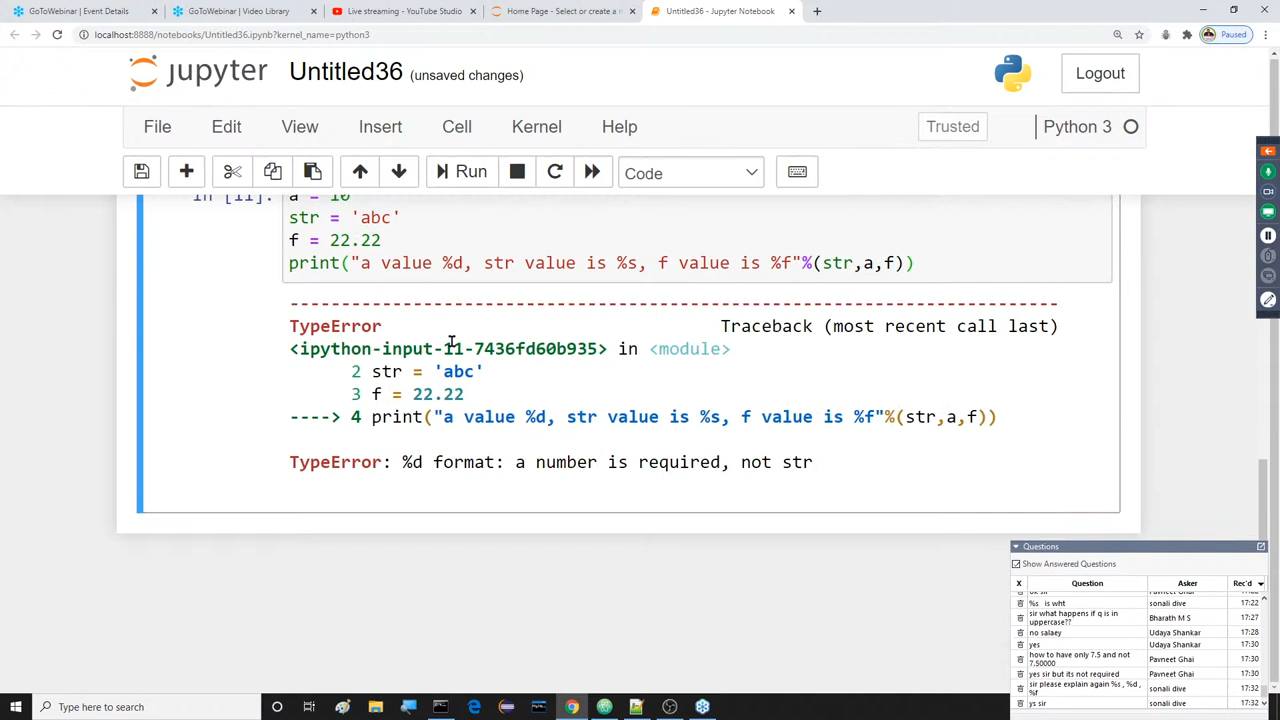 GoToWebinar | Event Details
GoToWebinar | Video Library
Live streaming - YouTube Studio
Home Page - Select or create a n
Untitled36 - Jupyter Notebook
localhost:8888/notebooks/Untitled36.ipynb?kernel_name=python3
Paused
jupyter Untitled36 (unsaved changes)
Logout
File Edit View Insert Cell Kernel Help
Trusted
Python 3
Run
Code
In [11]: a = 10
str = 'abc'
f = 22.22
print("a value %d, str value is %s, f value is %f"%(str,a,f))
---------------------------------------------------------------------------
TypeError Traceback (most recent call last)
<ipython-input-11-7436fd60b935> in <module>
2 str = 'abc'
3 f = 22.22
----> 4 print("a value %d, str value is %s, f value is %f"%(str,a,f))
TypeError: %d format: a number is required, not str
Questions
Show Answered Questions
X Question Asker Rec'd
%s is wht sonali dive 17:22
sir what happens if q is in
uppercase?? Bharath M S 17:27
no salaey Udaya Shankar 17:28
yes Udaya Shankar 17:30
how to have only 7.5 and not
7.50000 Pavneet Ghai 17:30
yes sir but its not required Pavneet Ghai 17:30
sir please explain again %s , %d ,
%f sonali dive 17:32
ys sir sonali dive 17:32
Type here to search